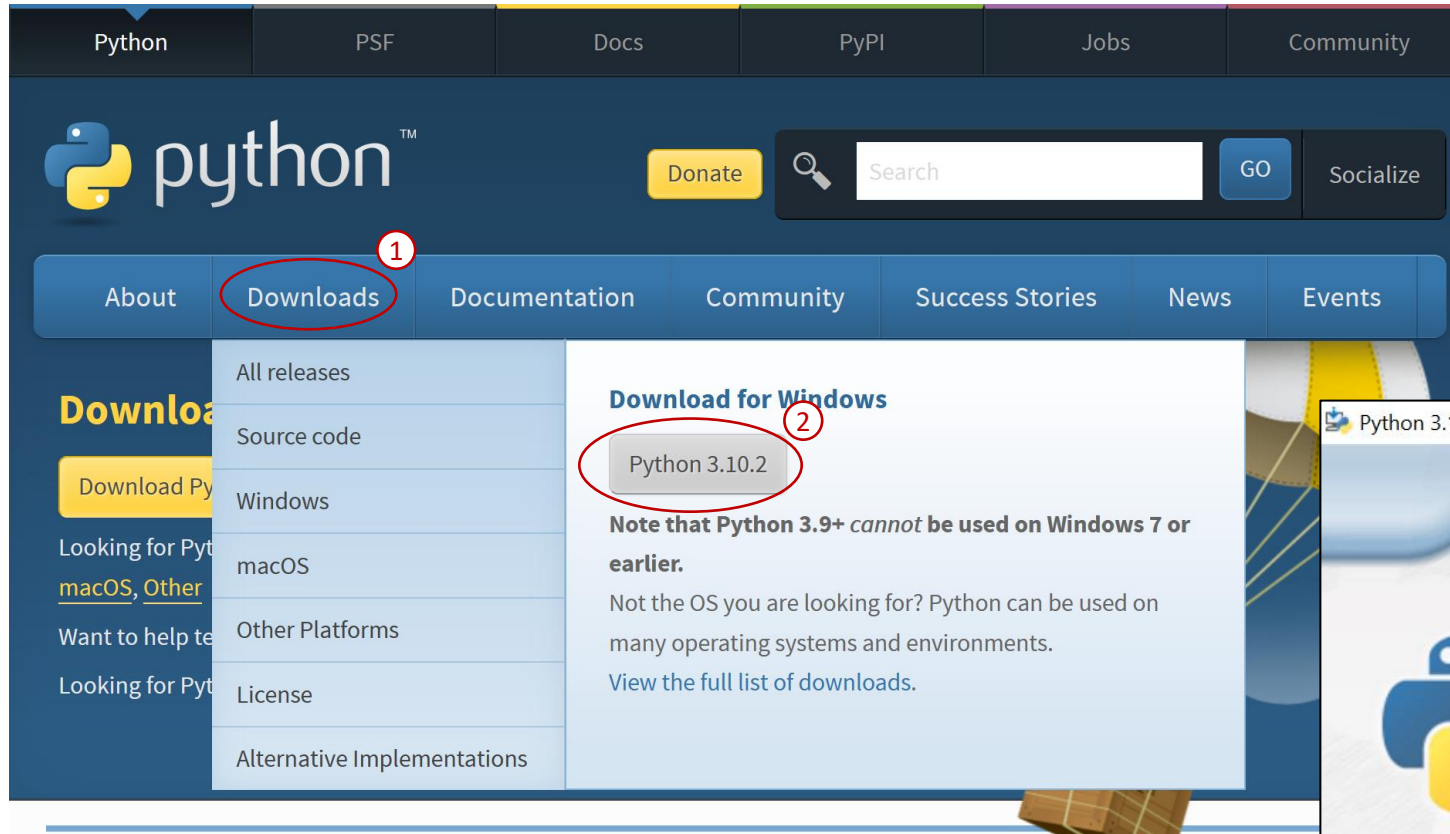 Python PSF Docs PyPI Jobs Community
python™
Donate Search GO Socialize
1
About Downloads Documentation Community Success Stories News Events
All releases
Source code
Windows
macOS
Other Platforms
License
Alternative Implementations
Download for Windows
2
Python 3.10.2
Note that Python 3.9+ cannot be used on Windows 7 or
earlier.
Not the OS you are looking for? Python can be used on
many operating systems and environments.
View the full list of downloads.
Download Py
Looking for Pyt
macOS, Other
Want to help te
Looking for Pyt
Python 3.